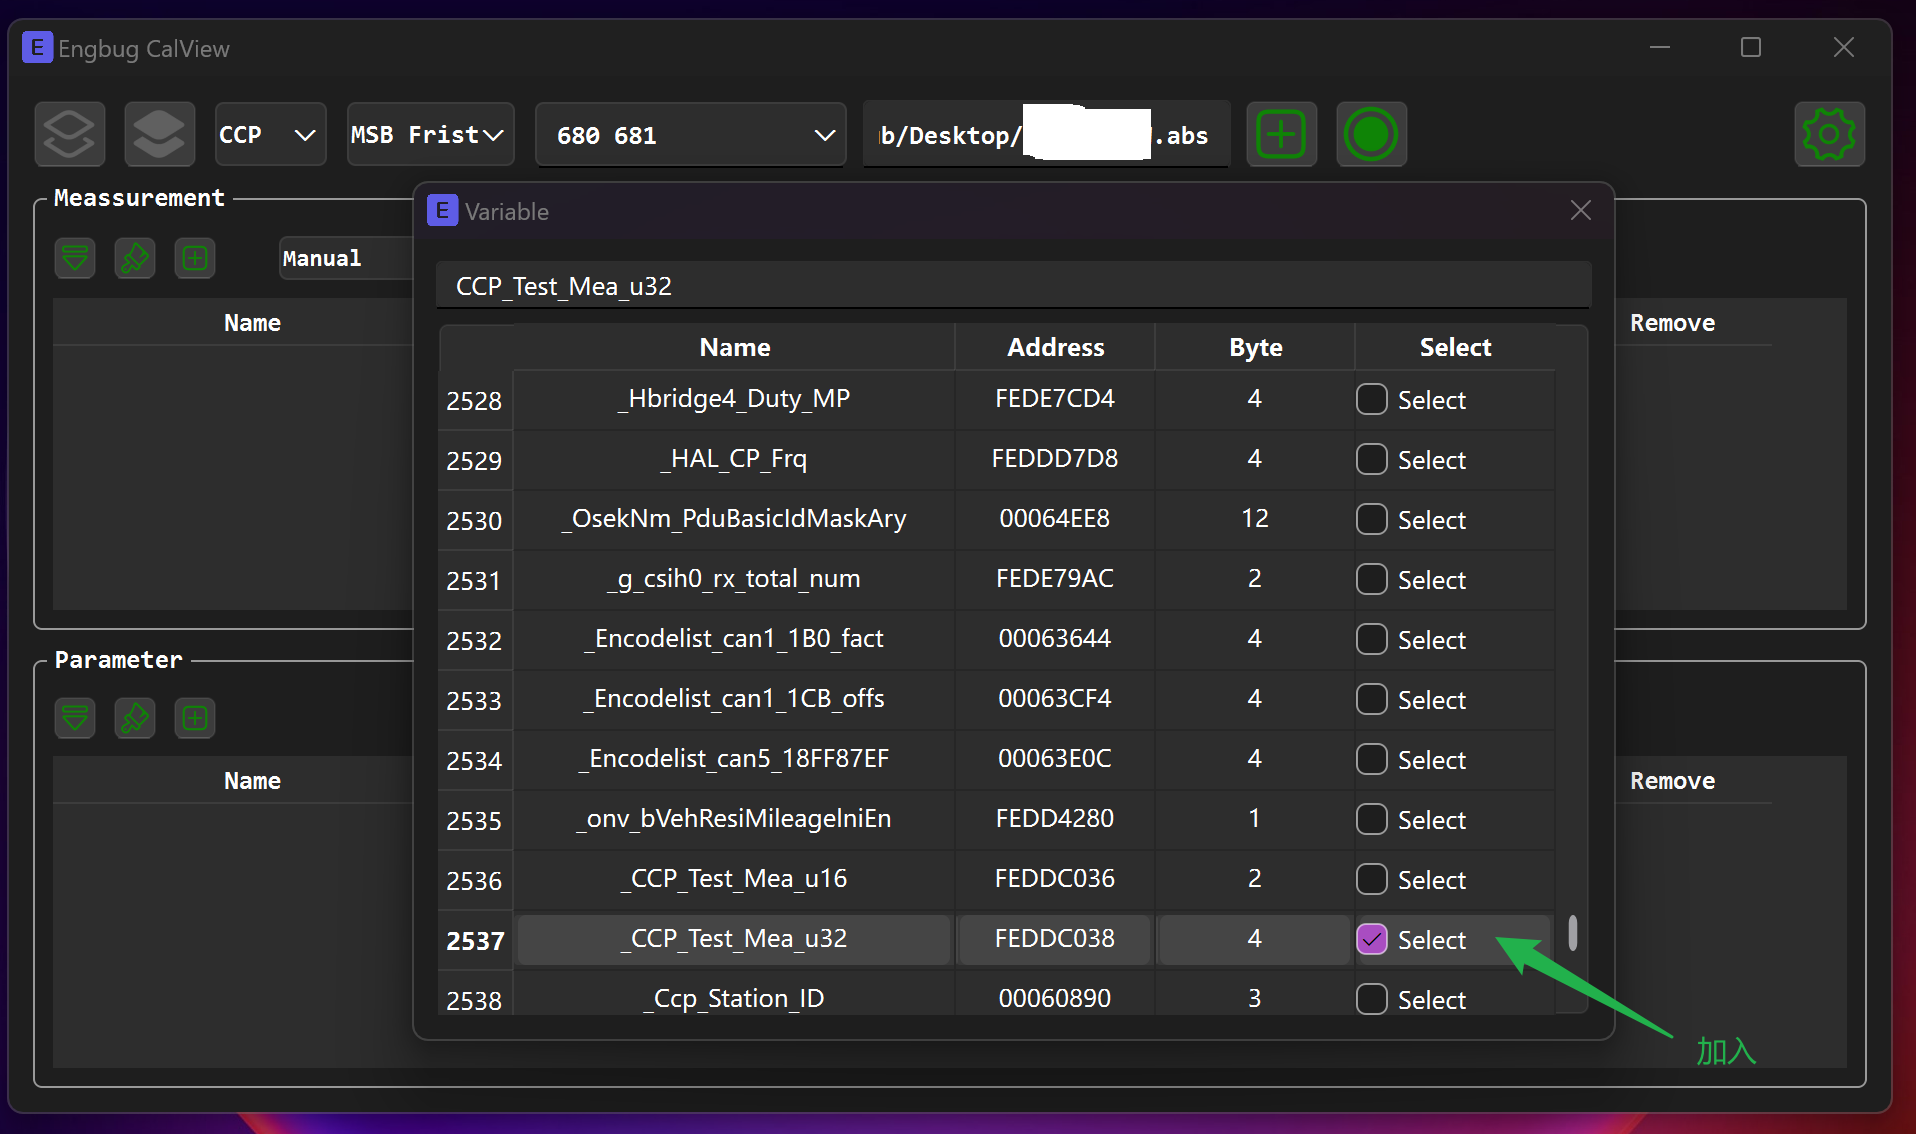 E Engbug CalView
CCP MSB Frist 680 681 b/Desktop/ .abs
Meassurement
Manual
Name
Remove
Parameter
Name
Remove
E Variable
CCP_Test_Mea_u32
Name Address Byte Select
2528 _Hbridge4_Duty_MP FEDE7CD4 4 Select
2529 _HAL_CP_Frq FEDDD7D8 4 Select
2530 _OsekNm_PduBasicIdMaskAry 00064EE8 12 Select
2531 _g_csih0_rx_total_num FEDE79AC 2 Select
2532 _Encodelist_can1_1B0_fact 00063644 4 Select
2533 _Encodelist_can1_1CB_offs 00063CF4 4 Select
2534 _Encodelist_can5_18FF87EF 00063E0C 4 Select
2535 _onv_bVehResiMileageIniEn FEDD4280 1 Select
2536 _CCP_Test_Mea_u16 FEDDC036 2 Select
2537 _CCP_Test_Mea_u32 FEDDC038 4 Select
2538 _Ccp_Station_ID 00060890 3 Select
加入